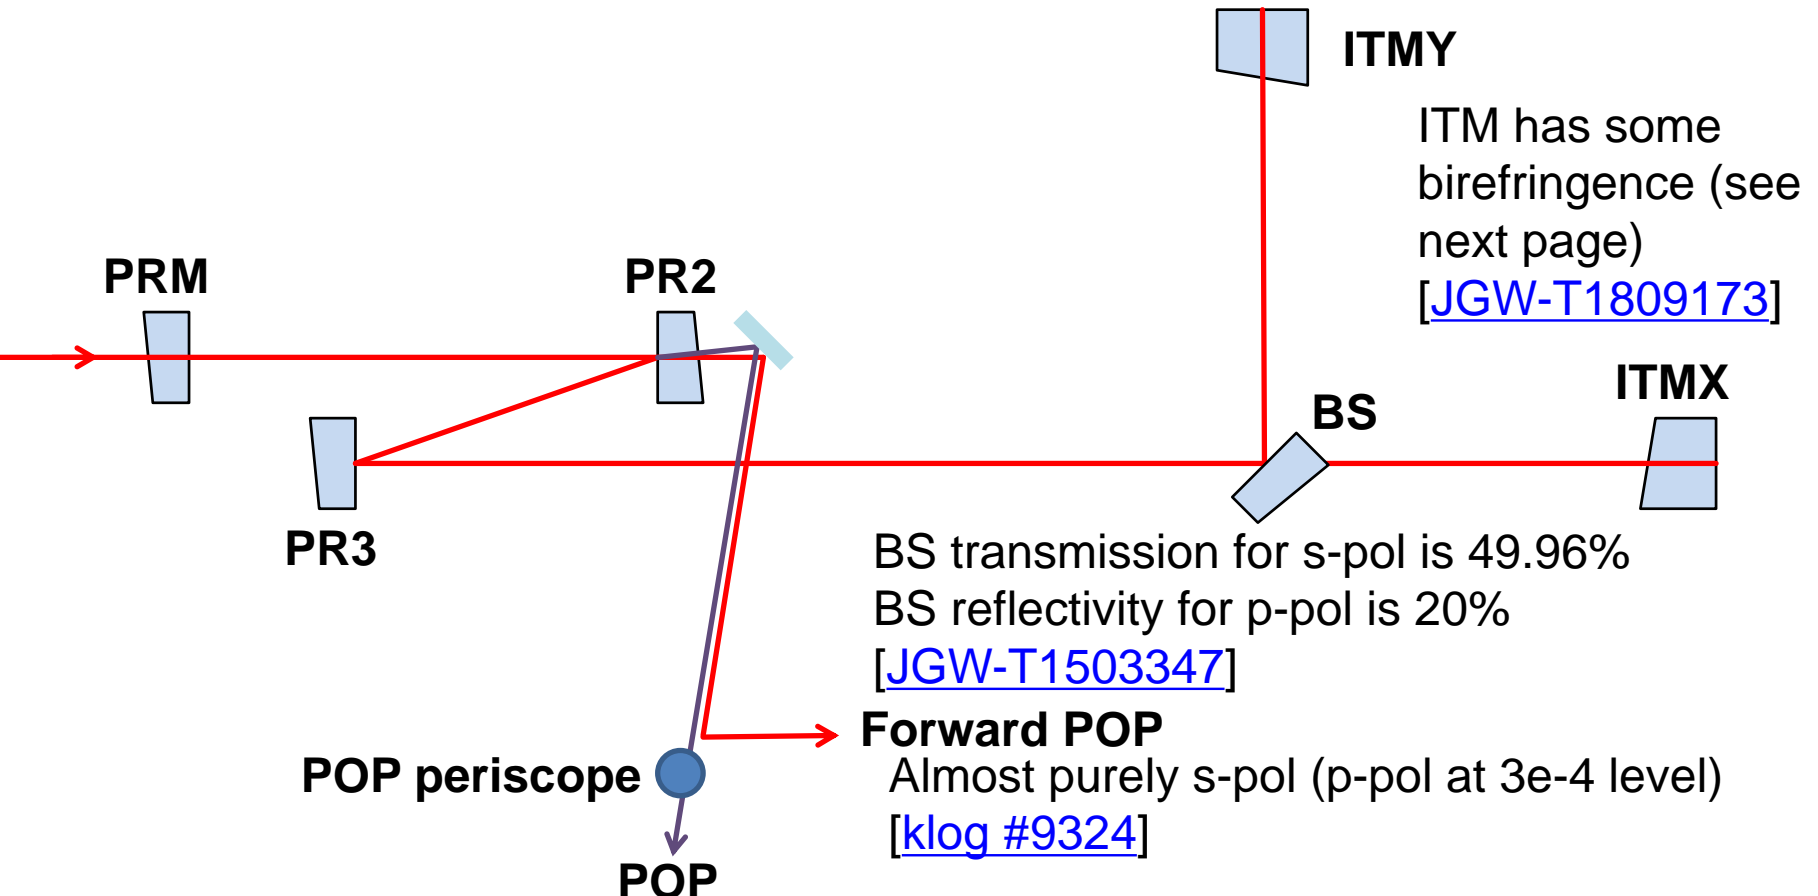 ITMY
ITM has some
birefringence (see
next page)
[JGW-T1809173]
PRM
PR2
ITMX
BS
PR3
BS transmission for s-pol is 49.96%
BS reflectivity for p-pol is 20%
[JGW-T1503347]
Forward POP
POP periscope
Almost purely s-pol (p-pol at 3e-4 level)
[klog #9324]
POP